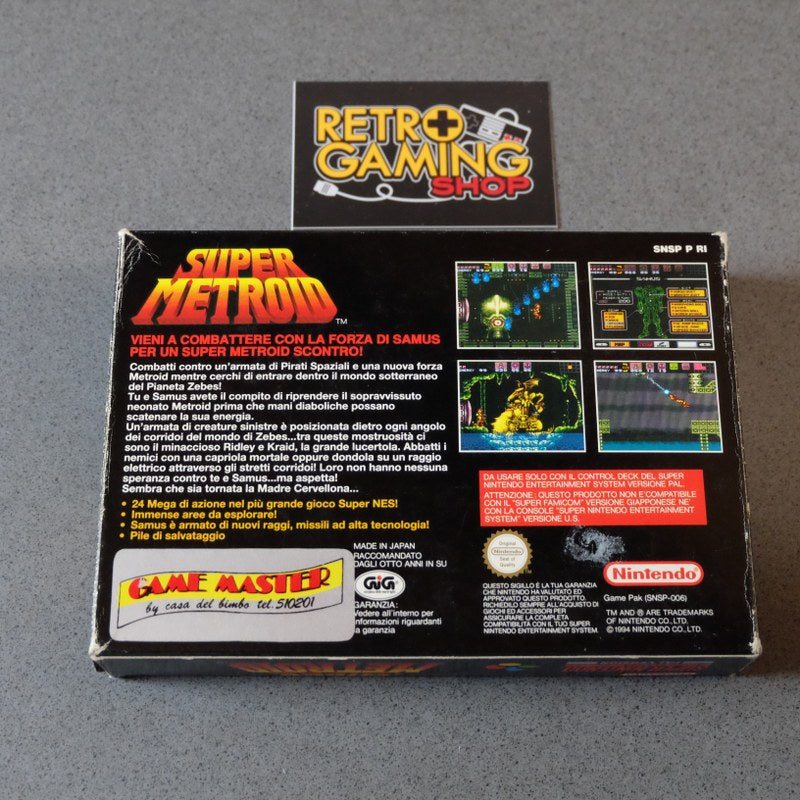 RETRO
GAMING
SHOP
SNSP P RI
SUPER
METROID
TM
VIENI A COMBATTERE CON LA FORZA DI SAMUS
PER UN SUPER METROID SCONTRO!
Combatti contro un'armata di Pirati Spaziali e una nuova forza
Metroid mentre cerchi di entrare dentro il mondo sotterraneo
del Pianeta Zebes!
Tu e Samus avete il compito di riprendere il sopravvissuto
neonato Metroid prima che mani diaboliche possano
scatenare la sua energia.
Un'armata di creature sinistre è posizionata dietro ogni angolo
dei corridoi del mondo di Zebes...tra queste mostruosità ci
sono il minaccioso Ridley e Kraid, la grande lucertola. Abbatti i
nemici con una capriola mortale oppure dondola su un raggio
elettrico attraverso gli stretti corridoi! Loro non hanno nessuna
speranza contro te e Samus...ma aspetta!
Sembra che sia tornata la Madre Cervellona...
• 24 Mega di azione nel più grande gioco Super NES!
• Immense aree da esplorare!
• Samus è armato di nuovi raggi, missili ad alta tecnologia!
• Pile di salvataggio
DA USARE SOLO CON IL CONTROL DECK DEL SUPER
NINTENDO ENTERTAINMENT SYSTEM VERSIONE PAL.
ATTENZIONE: QUESTO PRODOTTO NON E'COMPATIBILE
CON IL "SUPER FAMICOM" VERSIONE GIAPPONESE NE'
CON LA CONSOLE "SUPER NINTENDO ENTERTAINMENT
SYSTEM" VERSIONE U.S.
GAME MASTER
by casa del bimbo tel. 510201
MADE IN JAPAN
RACCOMANDATO
DAGLI OTTO ANNI IN SU
GIG
GARANZIA:
Vedere all'interno per
informazioni riguardanti
la garanzia
Original
Nintendo
Seal of
Quality
QUESTO SIGILLO E LA TUA GARANZIA
CHE NINTENDO HA VALUTATO ED
APPROVATO QUESTO PRODOTTO.
RICHIEDILO SEMPRE ALL'ACQUISTO DI
GIOCHI ED ACCESSORI PER
ASSICURARE LA COMPLETA
COMPATIBILITÀ CON IL TUO SUPER
NINTENDO ENTERTAINMENT SYSTEM.
Nintendo
Game Pak (SNSP-006)
TM AND ® ARE TRADEMARKS
OF NINTENDO CO., LTD.
© 1994 NINTENDO CO., LTD.